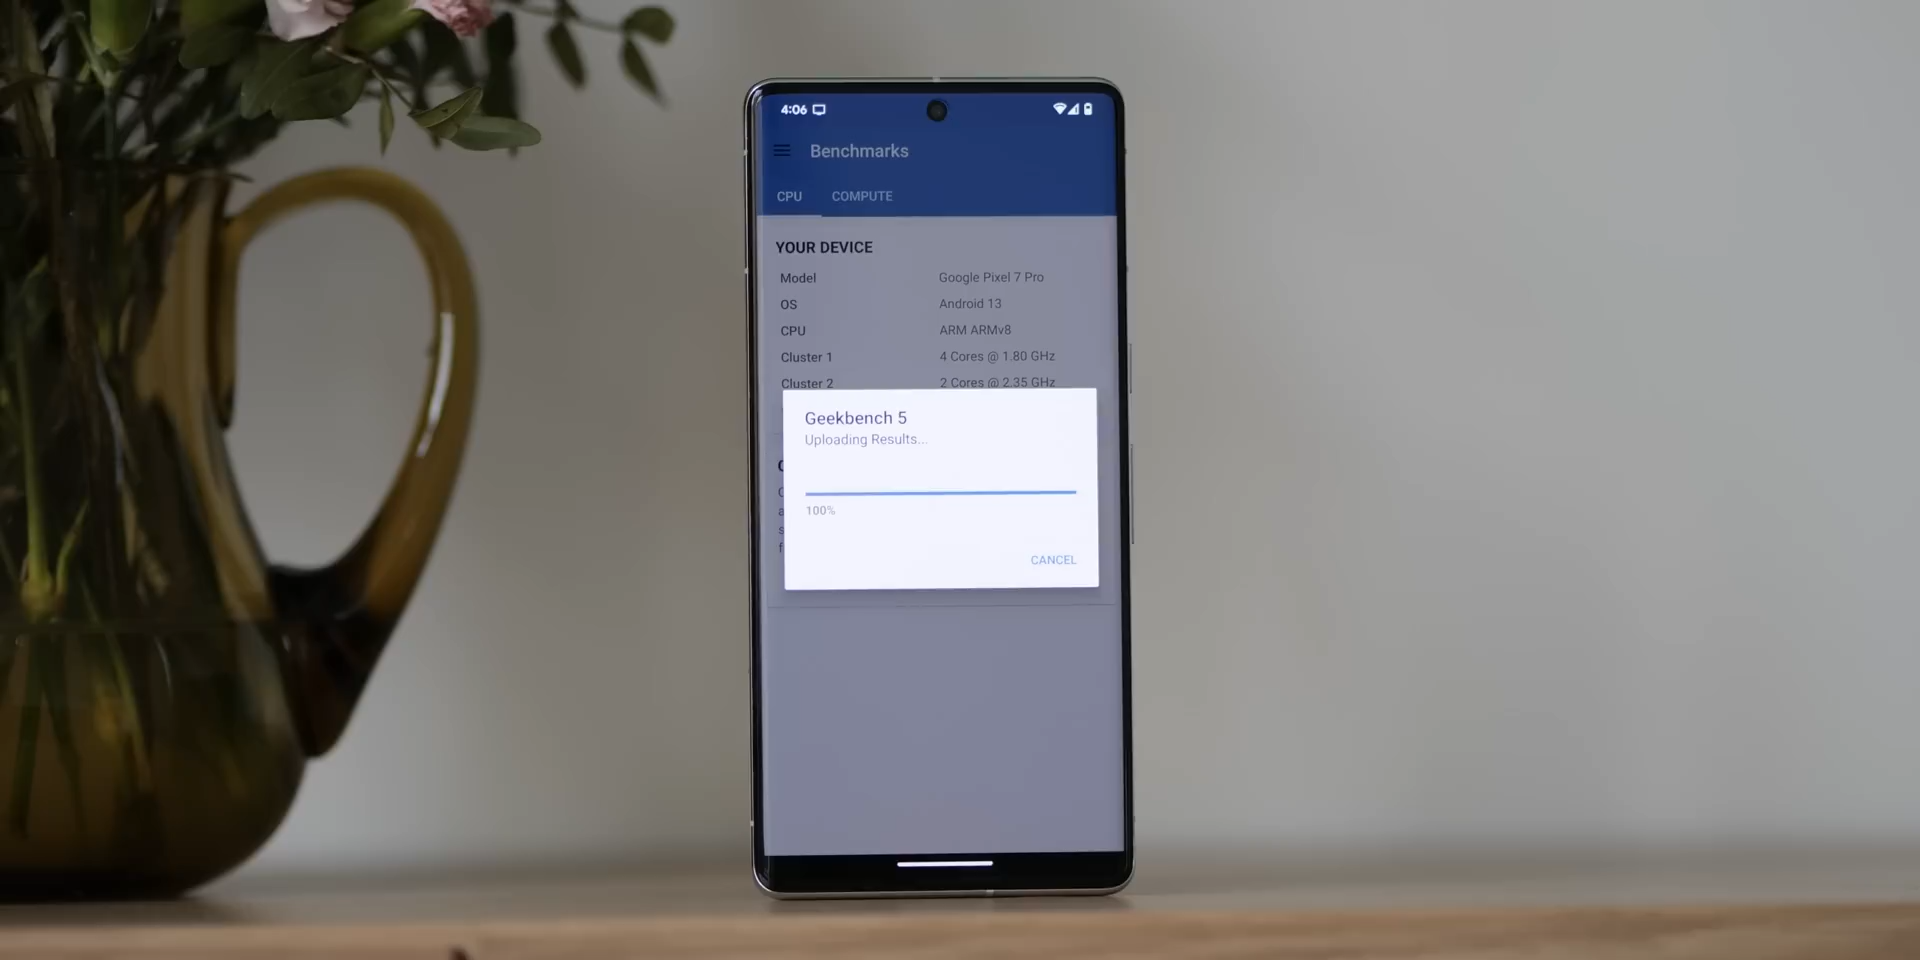 4:06
Benchmarks
CPU COMPUTE
YOUR DEVICE
Model Google Pixel 7 Pro
OS Android 13
CPU ARM ARMv8
Cluster 1 4 Cores @ 1.80 GHz
Cluster 2 2 Cores @ 2.35 GHz
Geekbench 5
Uploading Results...
100%
CANCEL